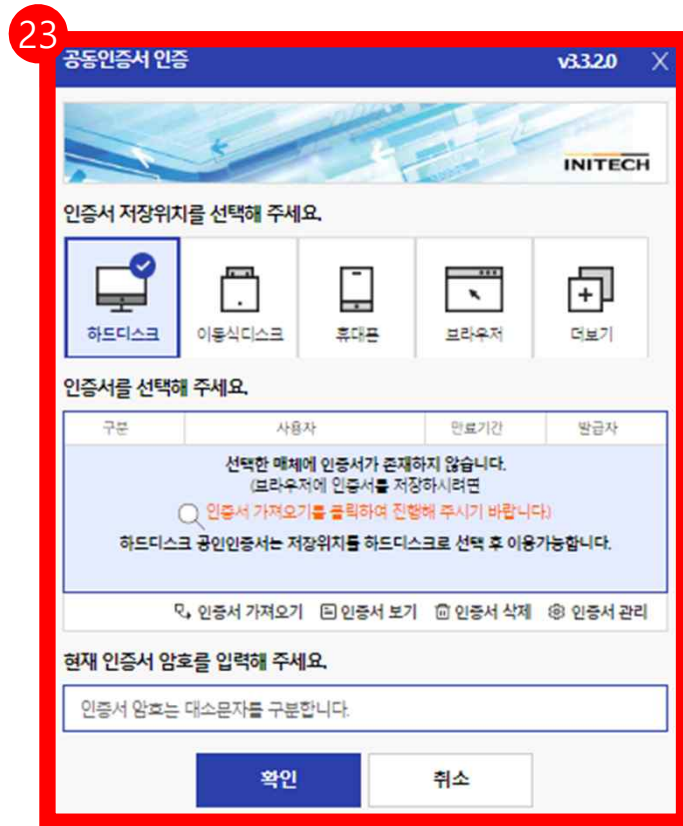 23
공동인증서 인증 v3.3.2.0 X
INITECH
인증서 저장위치를 선택해 주세요.
하드디스크 이동식디스크 휴대폰 브라우저 더보기
인증서를 선택해 주세요.
구분 사용자 만료기간 발급자
선택한 매체에 인증서가 존재하지 않습니다.
(브라우저에 인증서를 저장하시려면
인증서 가져오기를 클릭하여 진행해 주시기 바랍니다.)
하드디스크 공인인증서는 저장위치를 하드디스크로 선택 후 이용가능합니다.
인증서 가져오기 인증서 보기 인증서 삭제 인증서 관리
현재 인증서 암호를 입력해 주세요.
인증서 암호는 대소문자를 구분합니다.
확인 취소